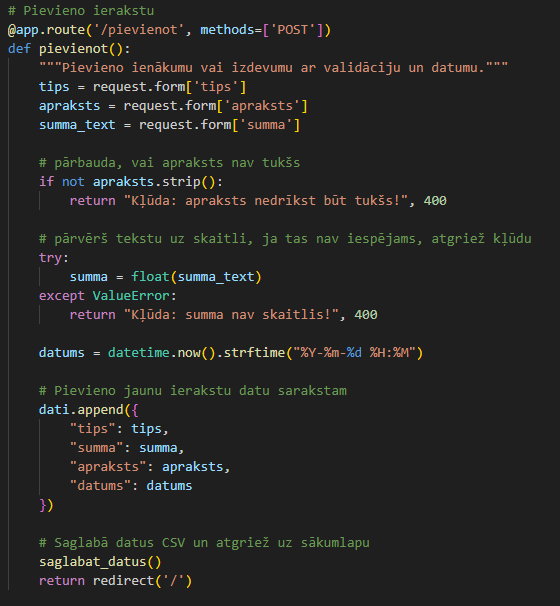 # Pievieno ierakstu
@app.route('/pievienot', methods=['POST'])
def pievienot():
    """Pievieno ienākumu vai izdevumu ar validāciju un datumu."""
    tips = request.form['tips']
    apraksts = request.form['apraksts']
    summa_text = request.form['summa']

    # pārbauda, vai apraksts nav tukšs
    if not apraksts.strip():
        return "Kļūda: apraksts nedrīkst būt tukšs!", 400

    # pārvērš tekstu uz skaitli, ja tas nav iespējams, atgriež kļūdu
    try:
        summa = float(summa_text)
    except ValueError:
        return "Kļūda: summa nav skaitlis!", 400

    datums = datetime.now().strftime("%Y-%m-%d %H:%M")

    # Pievieno jaunu ierakstu datu sarakstam
    dati.append({
        "tips": tips,
        "summa": summa,
        "apraksts": apraksts,
        "datums": datums
    })

    # Saglabā datus CSV un atgriež uz sākumlapu
    saglabat_datus()
    return redirect('/')